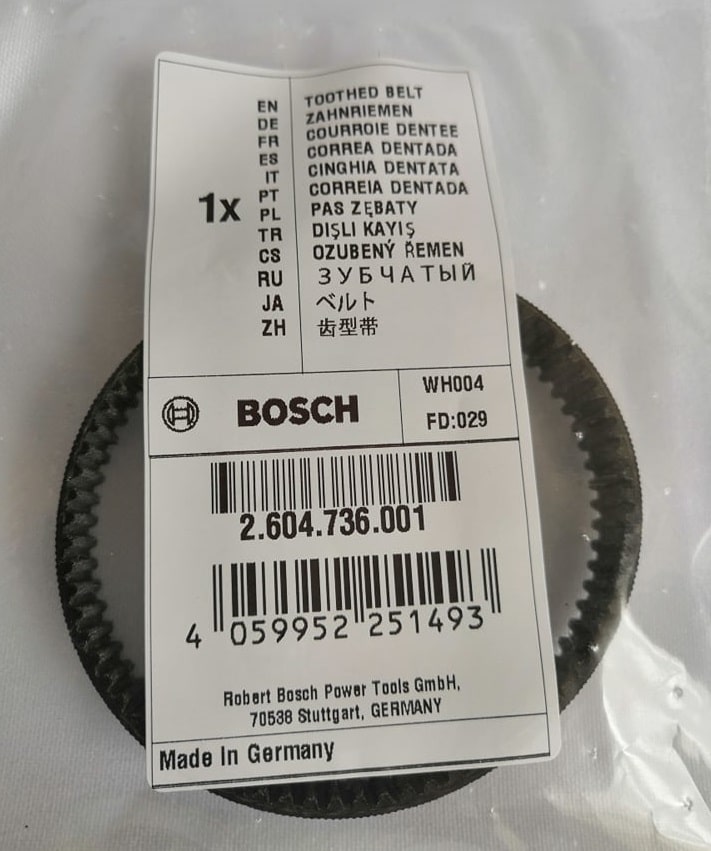 1x
EN TOOTHED BELT
DE ZAHNRIEMEN
FR COURROIE DENTEE
ES CORREA DENTADA
IT CINGHIA DENTATA
PT CORREIA DENTADA
PL PAS ZĘBATY
TR DIŞLI KAYIŞ
CS OZUBENÝ ŘEMEN
RU ЗУБЧАТЫЙ
JA ベルト
ZH 齿型带
BOSCH
WH004
FD:029
2.604.736.001
4 059952 251493
Robert Bosch Power Tools GmbH,
70538 Stuttgart, GERMANY
Made In Germany